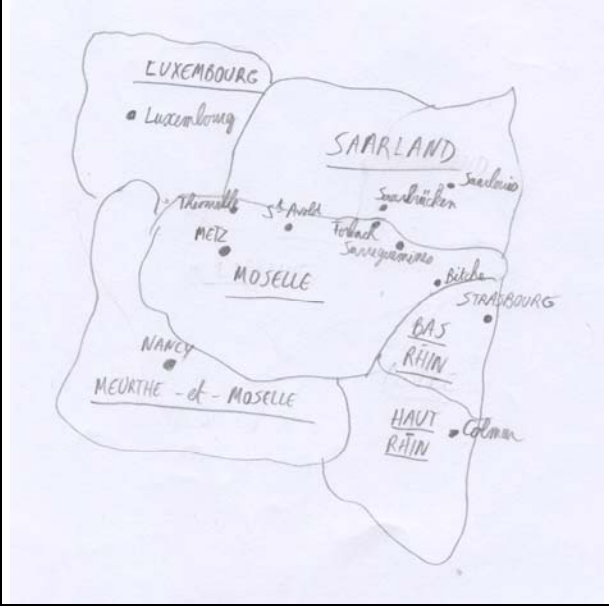 LUXEMBOURG
Luxembourg
SAARLAND
Saarlouis
Saarbrücken
Thionville
St Avold
Forbach
METZ
Sarreguemines
MOSELLE
Bitche
STRASBOURG
BAS
RHIN
NANCY
MEURTHE - et - MOSELLE
HAUT
RHIN
Colmar